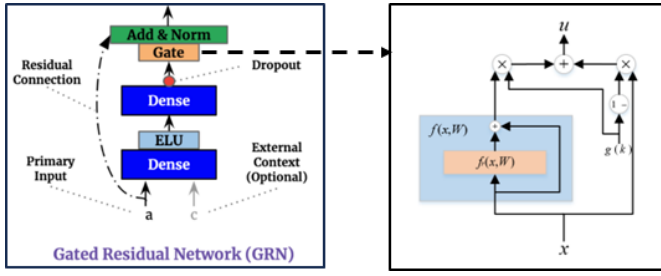 Add & Norm
Gate
Residual
Connection
Dropout
Dense
ELU
Dense
Primary
Input
External
Context
(Optional)
a
c
Gated Residual Network (GRN)
u
×
+
×
1 −
f(x,W)
+
g(k)
x